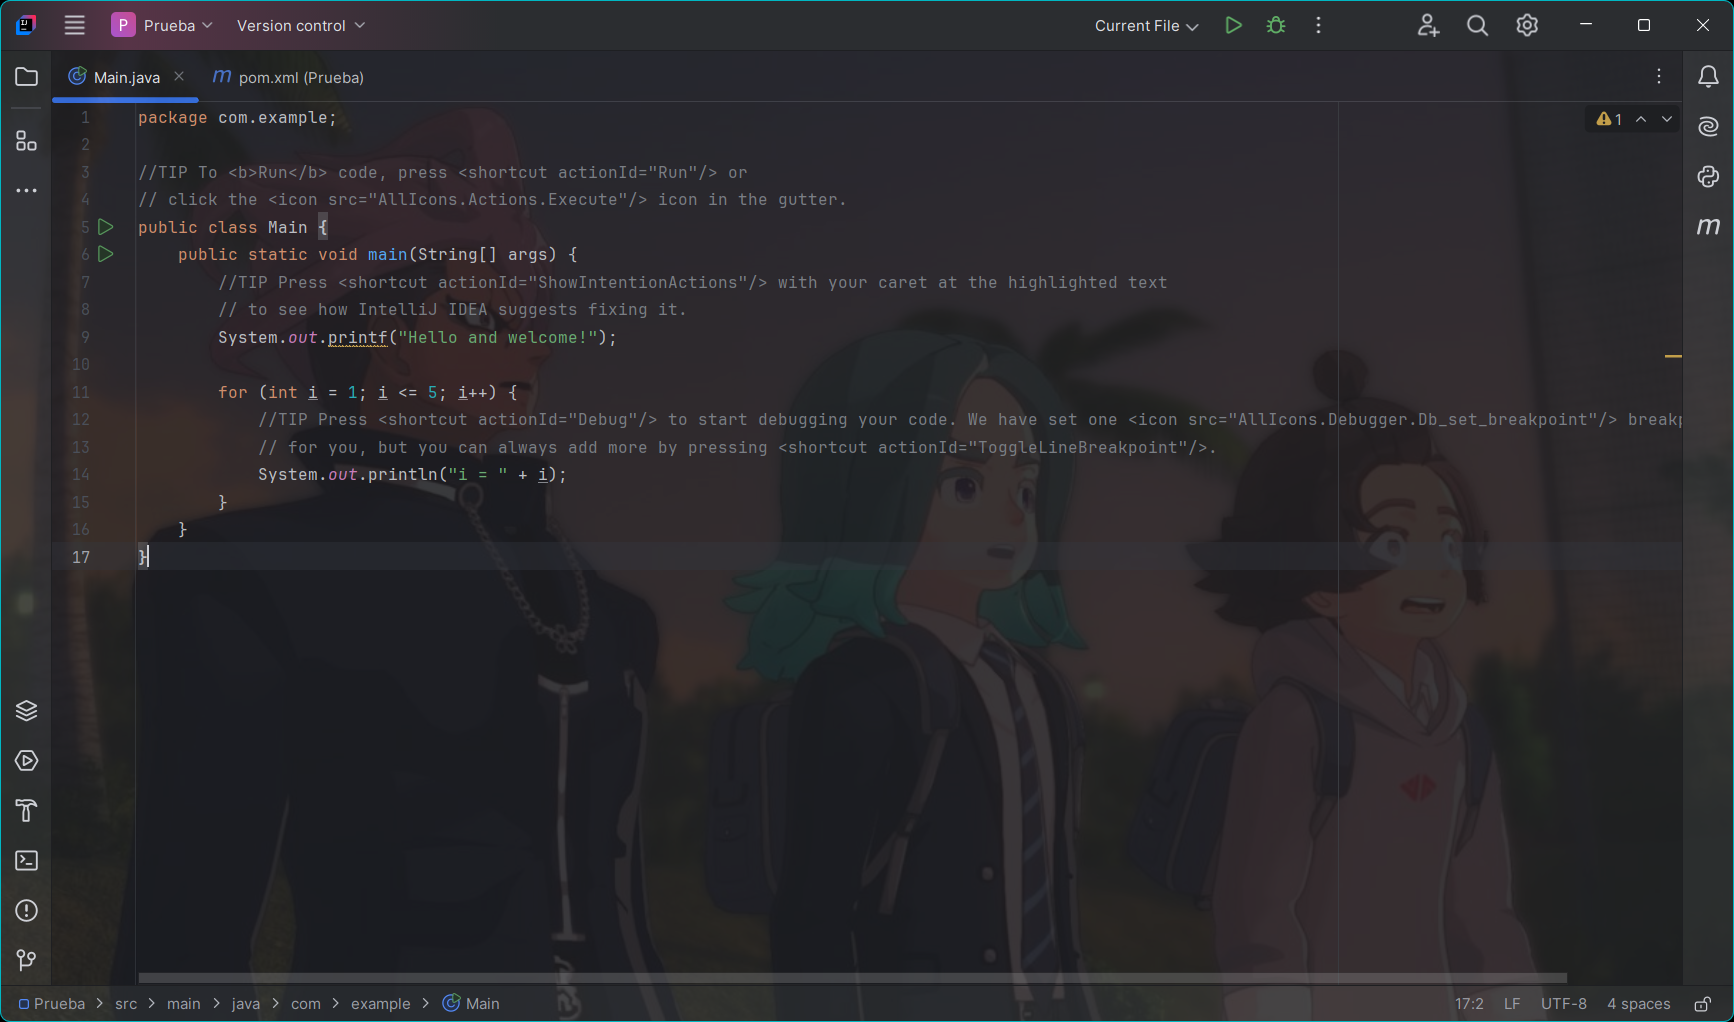 P Prueba Version control Current File
Main.java m pom.xml (Prueba)
1 package com.example; 1
2
3 //TIP To <b>Run</b> code, press <shortcut actionId="Run"/> or
4 // click the <icon src="AllIcons.Actions.Execute"/> icon in the gutter.
5 public class Main {
6 public static void main(String[] args) {
7 //TIP Press <shortcut actionId="ShowIntentionActions"/> with your caret at the highlighted text
8 // to see how IntelliJ IDEA suggests fixing it.
9 System.out.printf("Hello and welcome!");
10
11 for (int i = 1; i <= 5; i++) {
12 //TIP Press <shortcut actionId="Debug"/> to start debugging your code. We have set one <icon src="AllIcons.Debugger.Db_set_breakpoint"/> breakp
13 // for you, but you can always add more by pressing <shortcut actionId="ToggleLineBreakpoint"/>.
14 System.out.println("i = " + i);
15 }
16 }
17 }
Prueba > src > main > java > com > example > Main 17:2 LF UTF-8 4 spaces